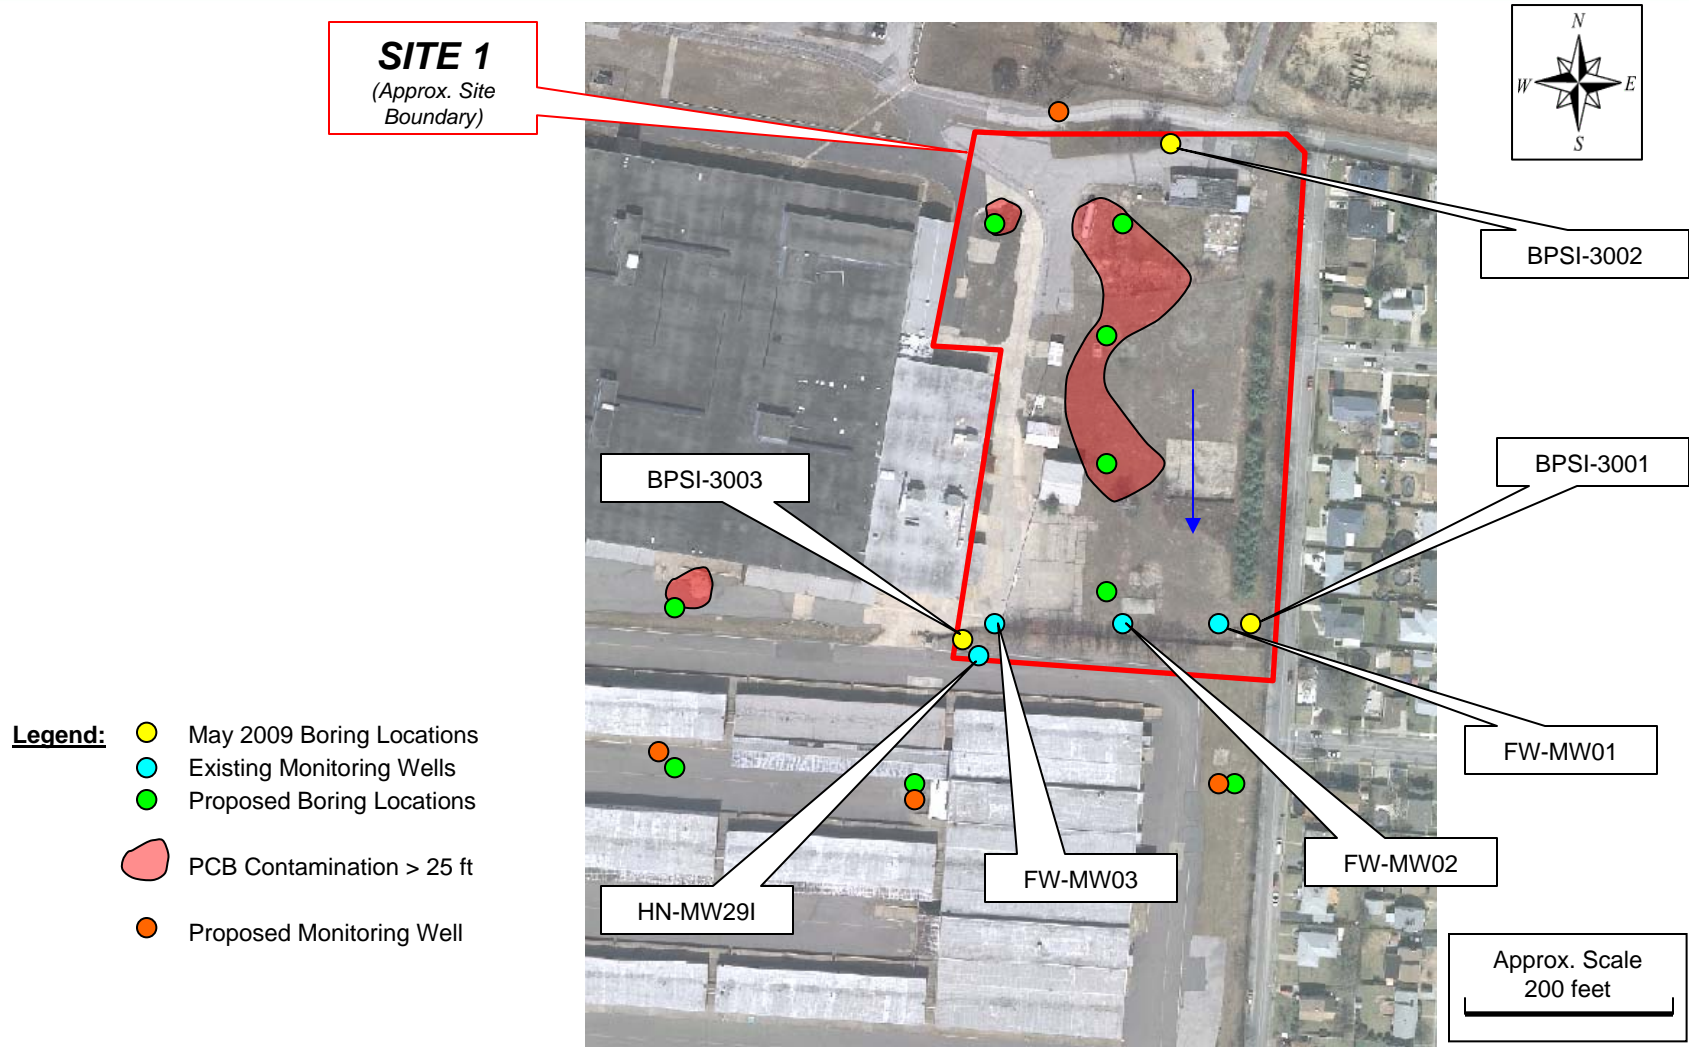 SITE 1
(Approx. Site
Boundary)
N
W
E
S
BPSI-3002
BPSI-3003
BPSI-3001
Legend:
May 2009 Boring Locations
Existing Monitoring Wells
Proposed Boring Locations
PCB Contamination > 25 ft
Proposed Monitoring Well
FW-MW01
FW-MW02
FW-MW03
HN-MW29I
Approx. Scale
200 feet